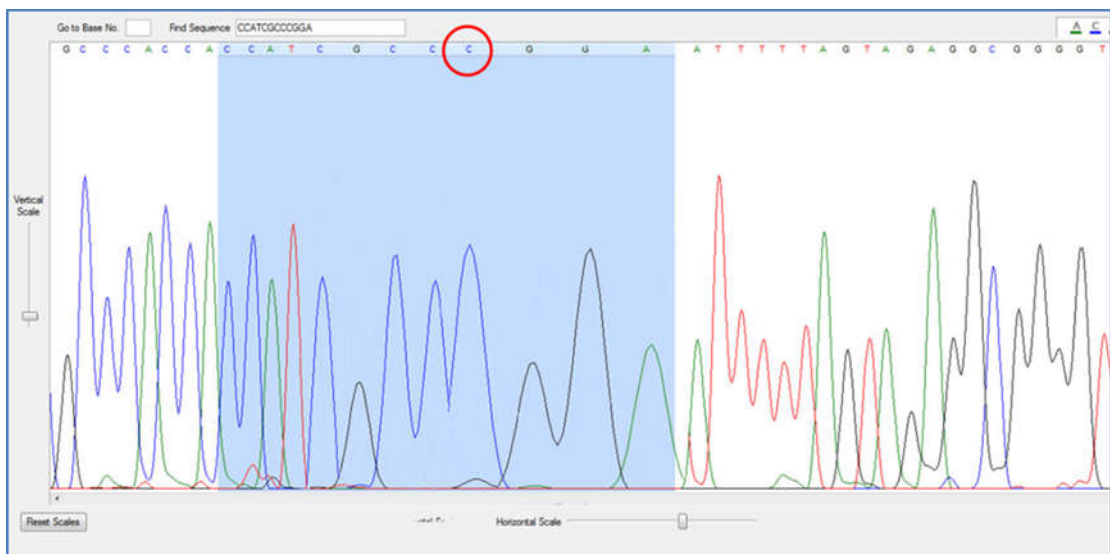 Go to Base No. Find Sequence CCATCGCCCGGA A C
G C C C A C C A C C A T C G C C C G G A A T T T T A G T A G A G G C G G G G T
Vertical
Scale
Reset Scales Horizontal Scale